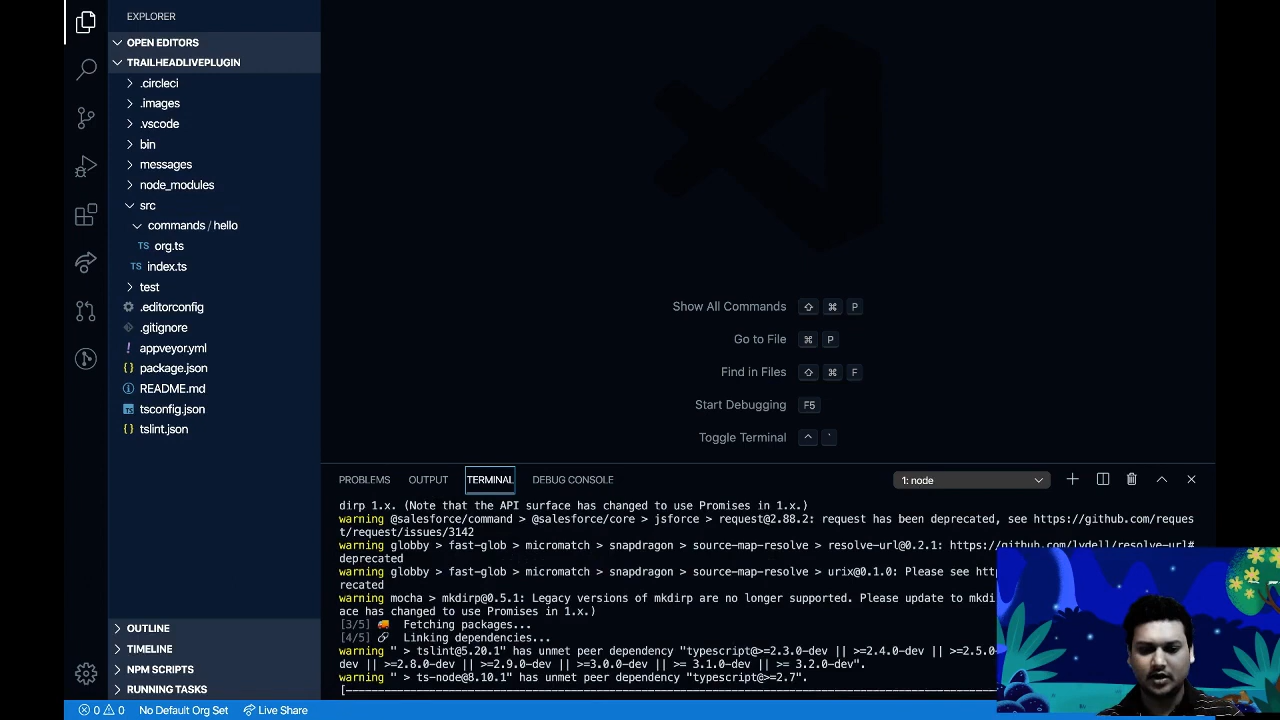 EXPLORER
OPEN EDITORS
TRAILHEADLIVEPLUGIN
.circleci
.images
.vscode
bin
messages
node_modules
src
commands / hello
TS org.ts
TS index.ts
test
.editorconfig
.gitignore
! appveyor.yml
{} package.json
README.md
TS tsconfig.json
{} tslint.json
OUTLINE
TIMELINE
NPM SCRIPTS
RUNNING TASKS
Show All Commands ⇧ ⌘ P
Go to File ⌘ P
Find in Files ⇧ ⌘ F
Start Debugging F5
Toggle Terminal ^ `
PROBLEMS OUTPUT TERMINAL DEBUG CONSOLE 1: node
dirp 1.x. (Note that the API surface has changed to use Promises in 1.x.)
warning @salesforce/command > @salesforce/core > jsforce > request@2.88.2: request has been deprecated, see https://github.com/reques
t/request/issues/3142
warning globby > fast-glob > micromatch > snapdragon > source-map-resolve > resolve-url@0.2.1: https://github.com/lydell/resolve-url#
deprecated
warning globby > fast-glob > micromatch > snapdragon > source-map-resolve > urix@0.1.0: Please see
recated
warning mocha > mkdirp@0.5.1: Legacy versions of mkdirp are no longer supported. Please update to
ace has changed to use Promises in 1.x.)
[3/5] 🚚 Fetching packages...
[4/5] 🔗 Linking dependencies...
warning " > tslint@5.20.1" has unmet peer dependency "typescript@>=2.3.0-dev || >=2.4.0-dev || >=2.5.0
dev || >=2.8.0-dev || >=2.9.0-dev || >=3.0.0-dev || >= 3.1.0-dev || >= 3.2.0-dev".
warning " > ts-node@8.10.1" has unmet peer dependency "typescript@>=2.7".
0 0 No Default Org Set Live Share